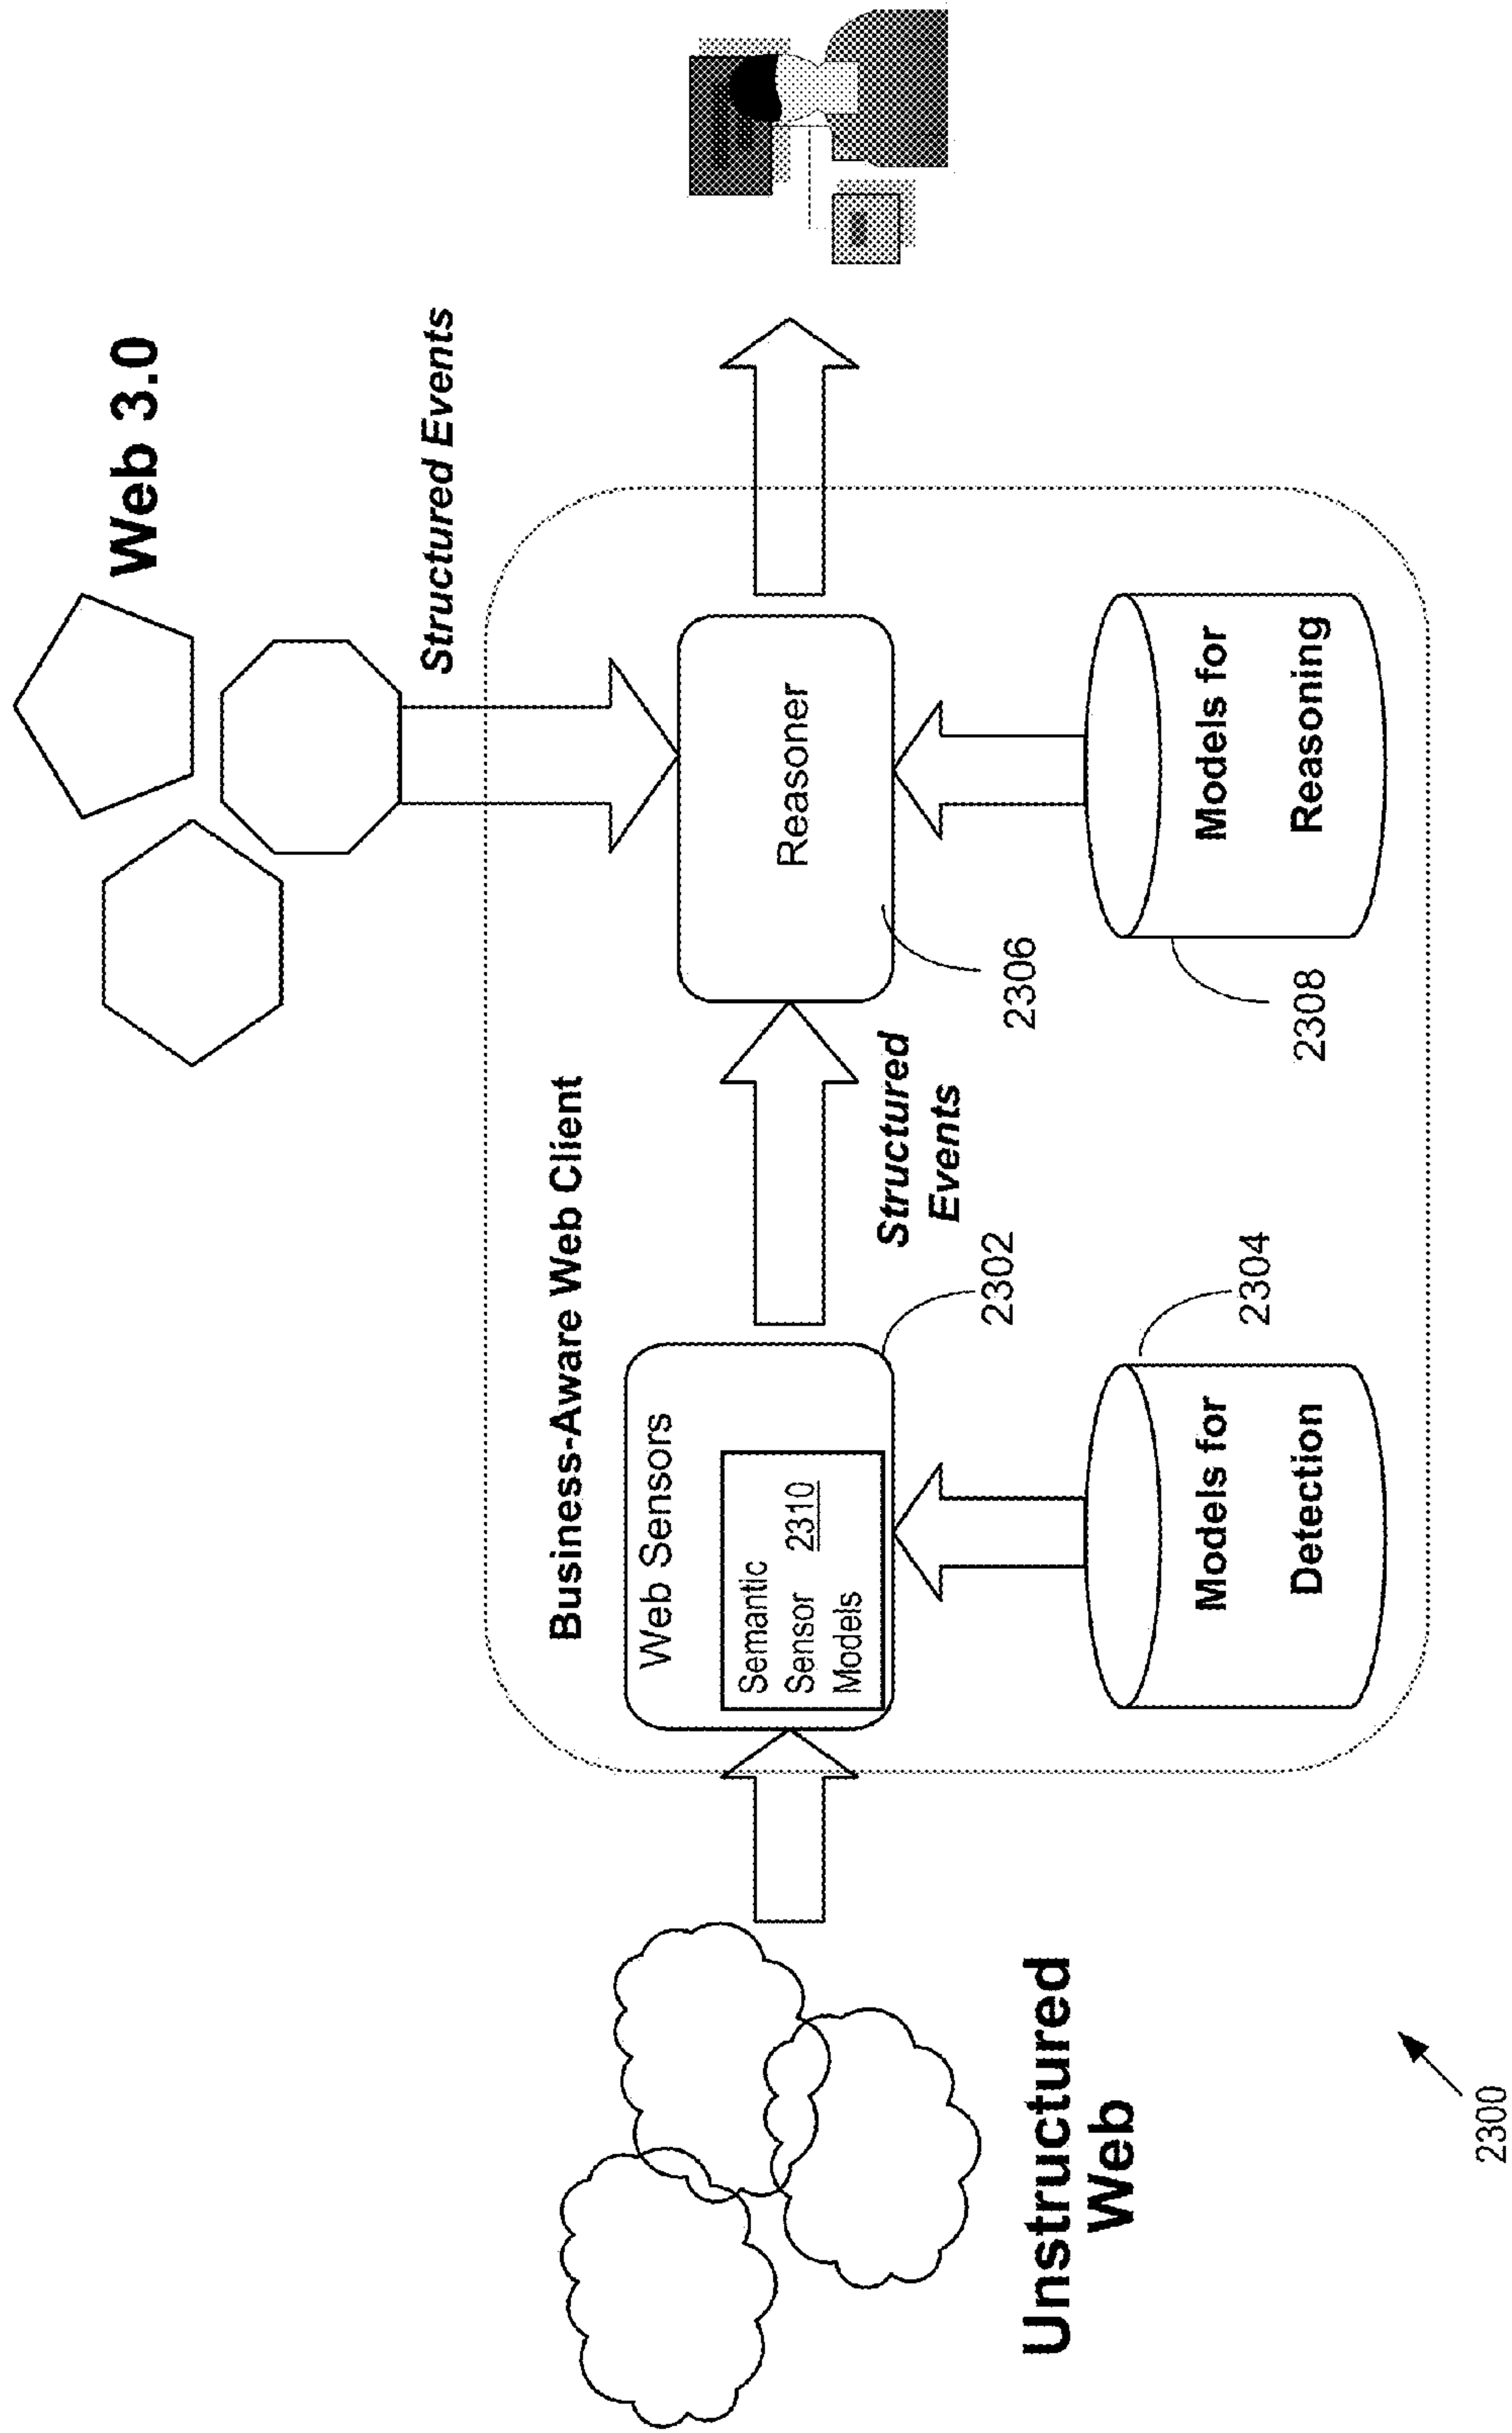 Web 3.0
Structured Events
Business-Aware Web Client
Web Sensors
Semantic
Sensor 2310
Models
Reasoner
Structured
Events
2302
2306
Unstructured
Web
Models for
Detection
2304
Models for
Reasoning
2308
2300